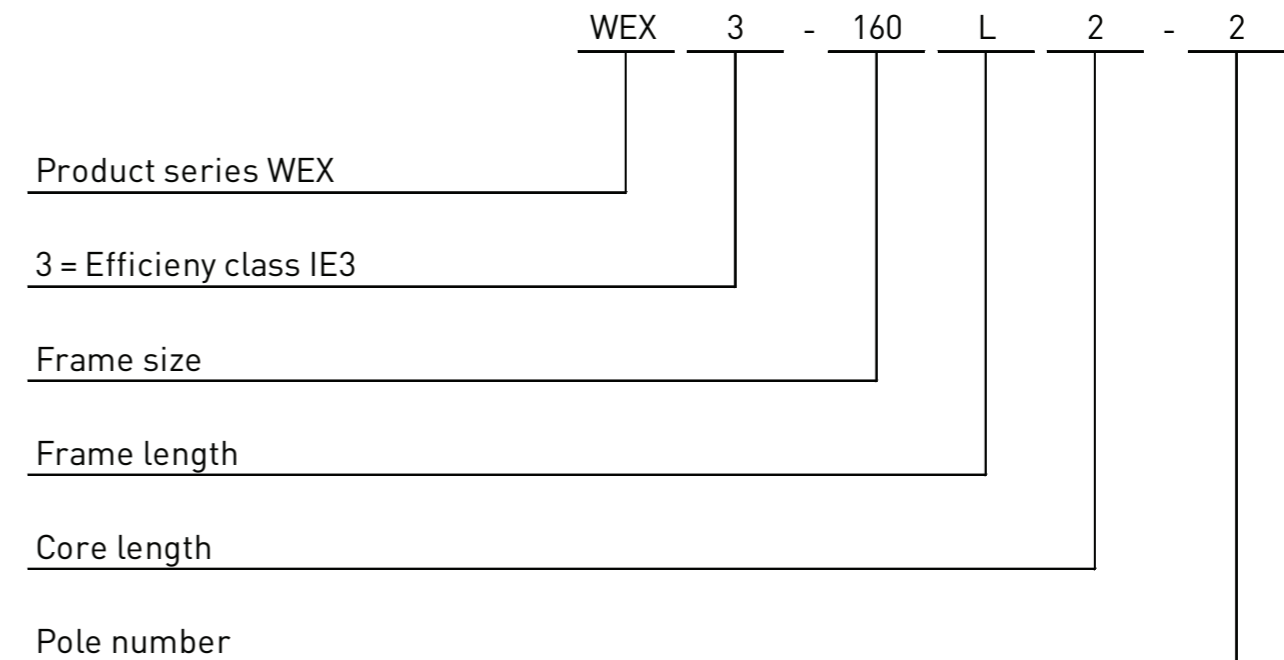 WEX 3 - 160 L 2 - 2
Product series WEX
3 = Efficieny class IE3
Frame size
Frame length
Core length
Pole number